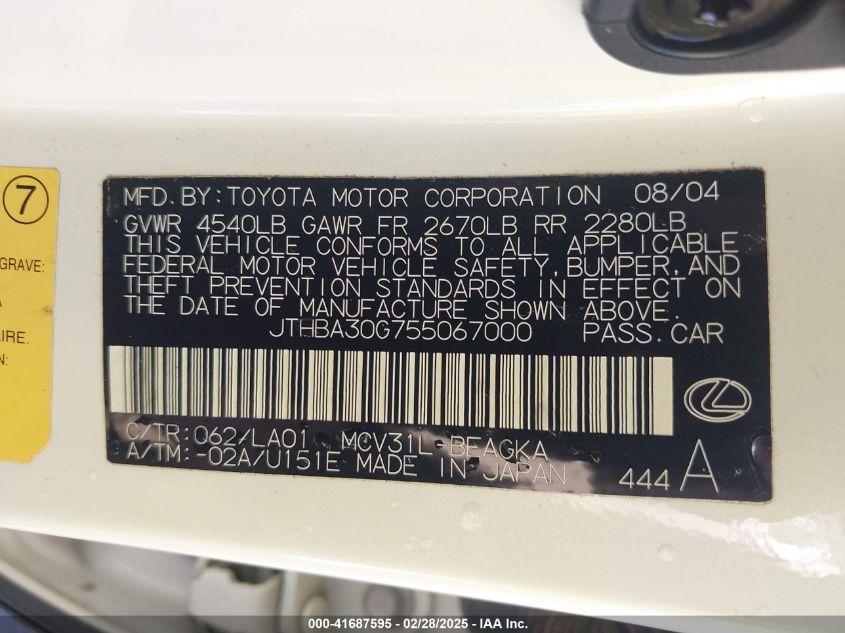 7
GRAVE:
A
AIRE.
N:
MFD. BY: TOYOTA MOTOR CORPORATION 08/04
GVWR 4540LB GAWR FR 2670LB RR 2280LB
THIS VEHICLE CONFORMS TO ALL APPLICABLE
FEDERAL MOTOR VEHICLE SAFETY, BUMPER, AND
THEFT PREVENTION STANDARDS IN EFFECT ON
THE DATE OF MANUFACTURE SHOWN ABOVE.
JTHBA30G755067000 PASS. CAR
C/TR: 062/LA01 MCV31L-BEAGKA
A/TM: -02A/U151E MADE IN JAPAN 444 A
000-41687595 - 02/28/2025 - IAAI.com